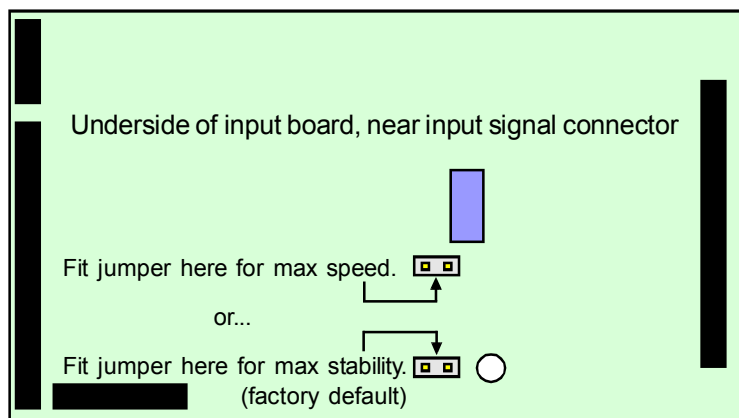 Underside of input board, near input signal connector
Fit jumper here for max speed.
or...
Fit jumper here for max stability.
(factory default)